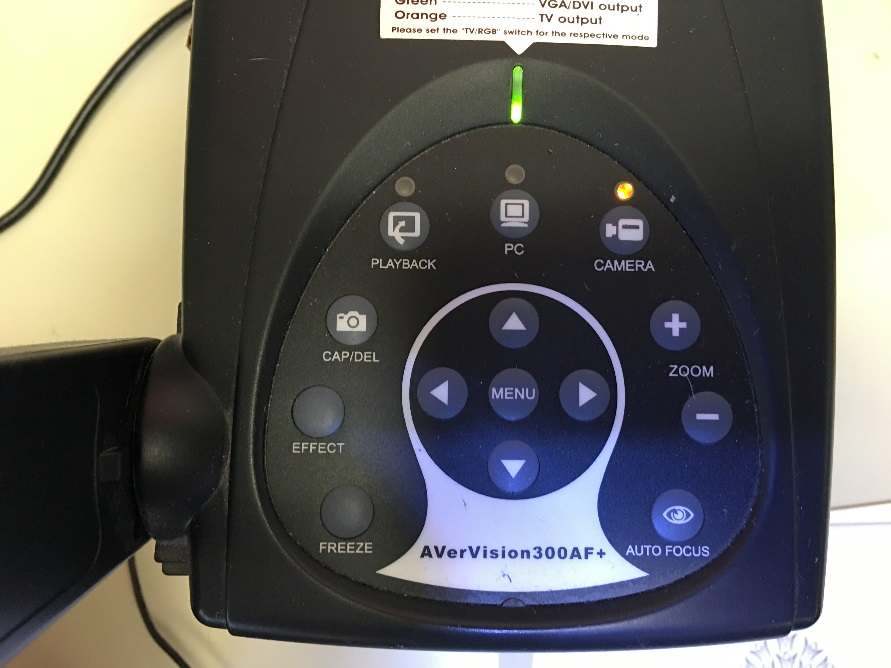 Green ---------------- VGA/DVI output
Orange ---------------- TV output
Please set the "TV/RGB" switch for the respective mode
PLAYBACK
PC
CAMERA
CAP/DEL
ZOOM
MENU
EFFECT
FREEZE
AVerVision300AF+
AUTO FOCUS